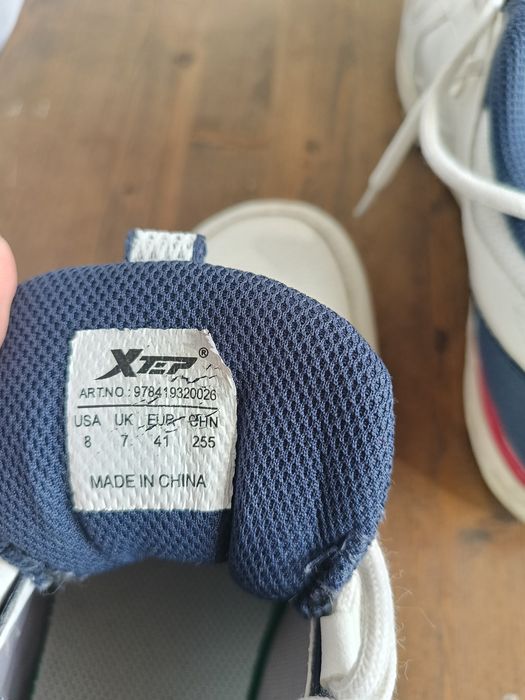 XTEP®
ART.NO : 978419320026
USA UK EUR CHN
8 7 41 255
MADE IN CHINA